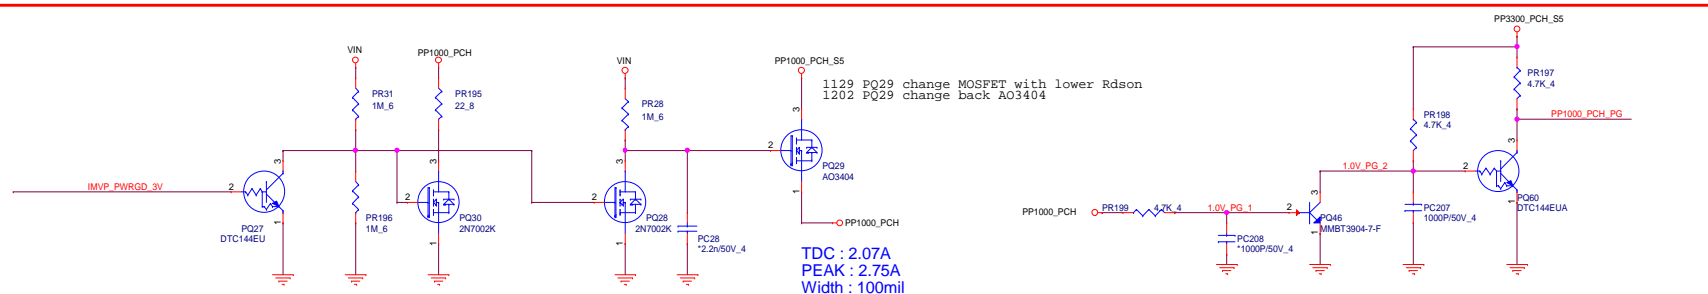 PP3300_PCH_S5
VIN
PP1000_PCH
VIN
PP1000_PCH_S5
1129 PQ29 change MOSFET with lower Rdson
1202 PQ29 change back AO3404
PR31
1M_6
PR195
22_8
PR28
1M_6
PR197
4.7K_4
PR198
4.7K_4
PP1000_PCH_PG
3
3
3
3
3
3
2
2
2
2
2
2
1
1
1
1
1
1
IMVP_PWRGD_3V
PQ27
DTC144EU
PR196
1M_6
PQ30
2N7002K
PQ28
2N7002K
PC28
*2.2n/50V_4
PQ29
AO3404
PP1000_PCH
TDC : 2.07A
PEAK : 2.75A
Width : 100mil
PP1000_PCH
PR199
4.7K_4
1.0V_PG_1
1.0V_PG_2
PC208
*1000P/50V_4
PQ46
MMBT3904-7-F
PC207
1000P/50V_4
PQ60
DTC144EUA